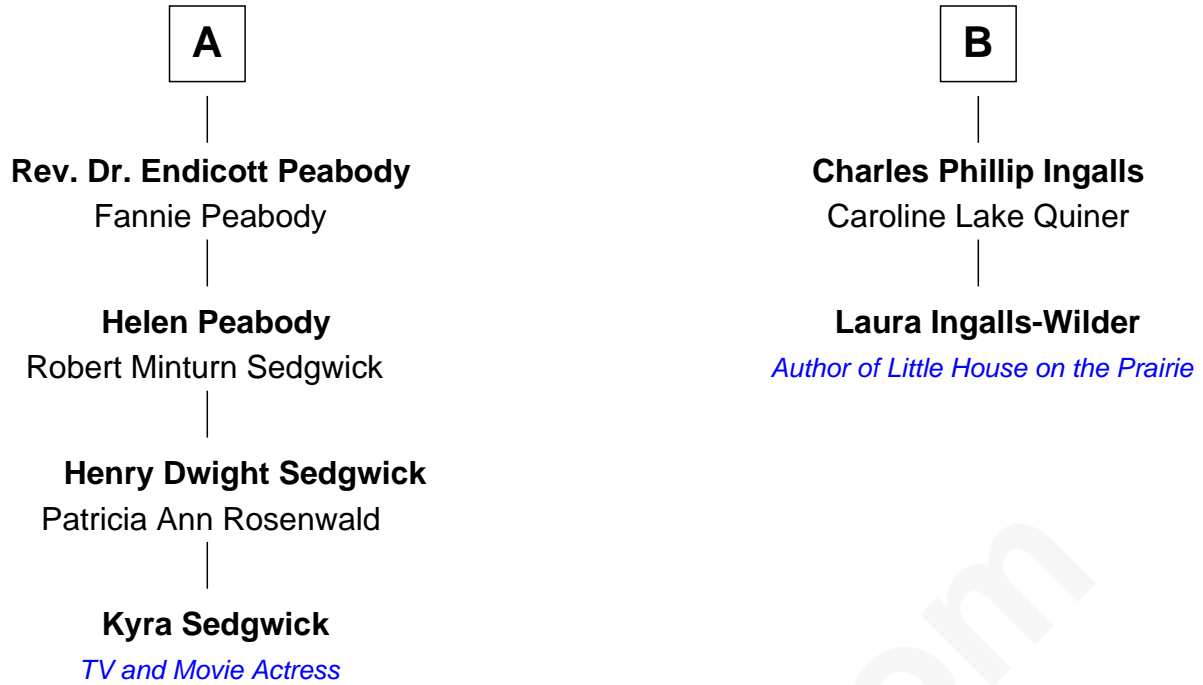 A
Rev. Dr. Endicott Peabody
Fannie Peabody
Helen Peabody
Robert Minturn Sedgwick
Henry Dwight Sedgwick
Patricia Ann Rosenwald
Kyra Sedgwick
TV and Movie Actress
B
Charles Phillip Ingalls
Caroline Lake Quiner
Laura Ingalls-Wilder
Author of Little House on the Prairie
om